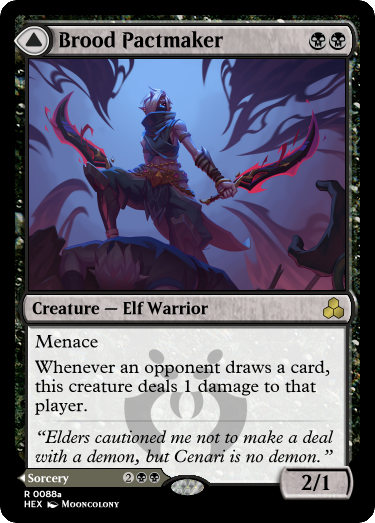 Brood Pactmaker
Creature — Elf Warrior
Menace
Whenever an opponent draws a card,
this creature deals 1 damage to that
player.
“Elders cautioned me not to make a deal
with a demon, but Cenari is no demon.”
Sorcery 2
2/1
R 0088a
HEX Mooncolony